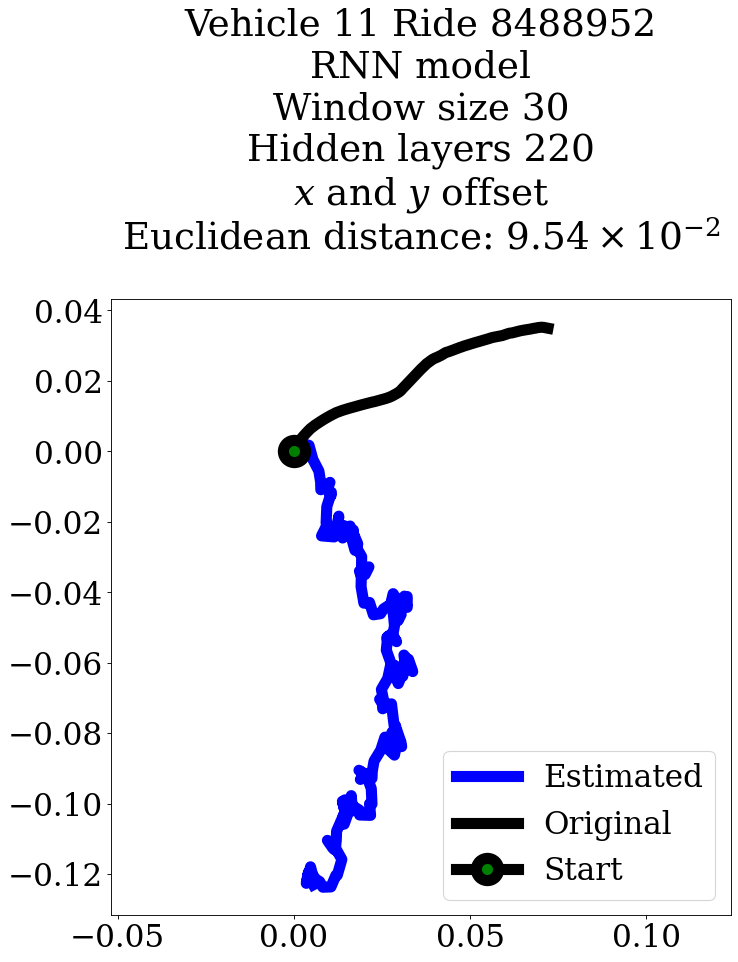 Vehicle 11 Ride 8488952
RNN model
Window size 30
Hidden layers 220
x and y offset
Euclidean distance: 9.54 × 10⁻²
0.04
0.02
0.00
−0.02
−0.04
−0.06
−0.08
−0.10
−0.12
Estimated
Original
Start
−0.05 0.00 0.05 0.10